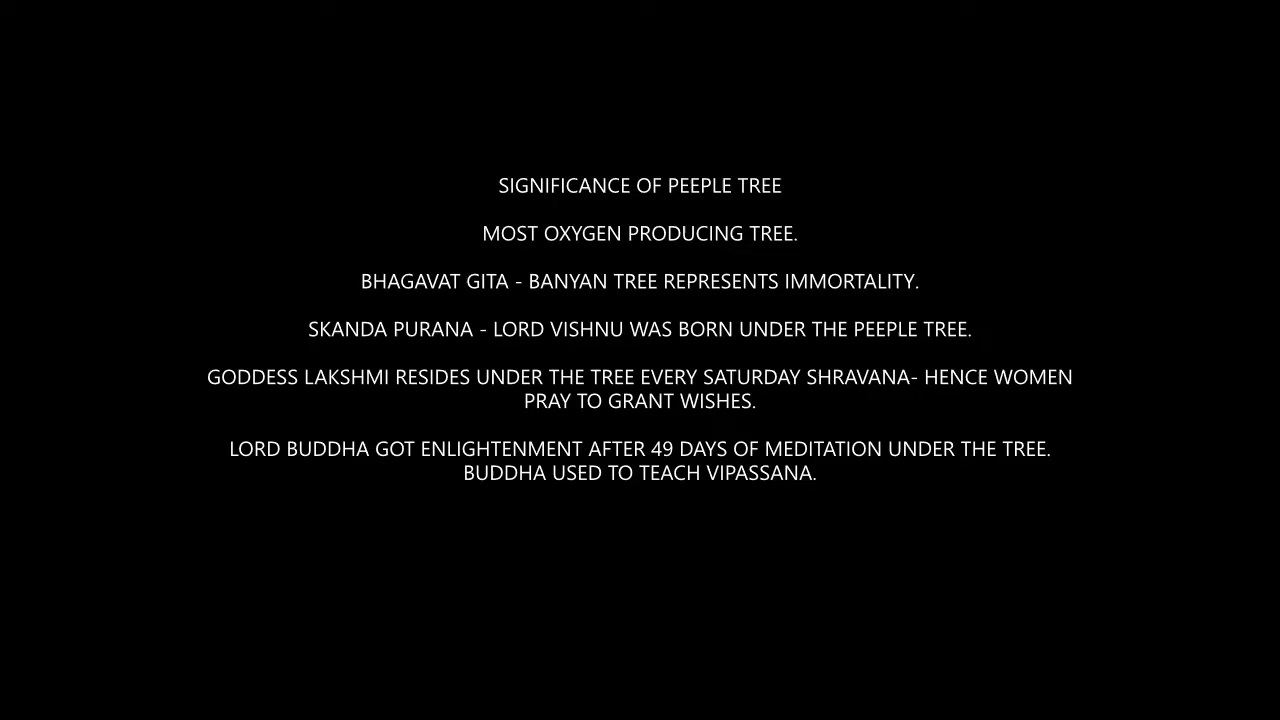 SIGNIFICANCE OF PEEPLE TREE
MOST OXYGEN PRODUCING TREE.
BHAGAVAT GITA - BANYAN TREE REPRESENTS IMMORTALITY.
SKANDA PURANA - LORD VISHNU WAS BORN UNDER THE PEEPLE TREE.
GODDESS LAKSHMI RESIDES UNDER THE TREE EVERY SATURDAY SHRAVANA- HENCE WOMEN
PRAY TO GRANT WISHES.
LORD BUDDHA GOT ENLIGHTENMENT AFTER 49 DAYS OF MEDITATION UNDER THE TREE.
BUDDHA USED TO TEACH VIPASSANA.